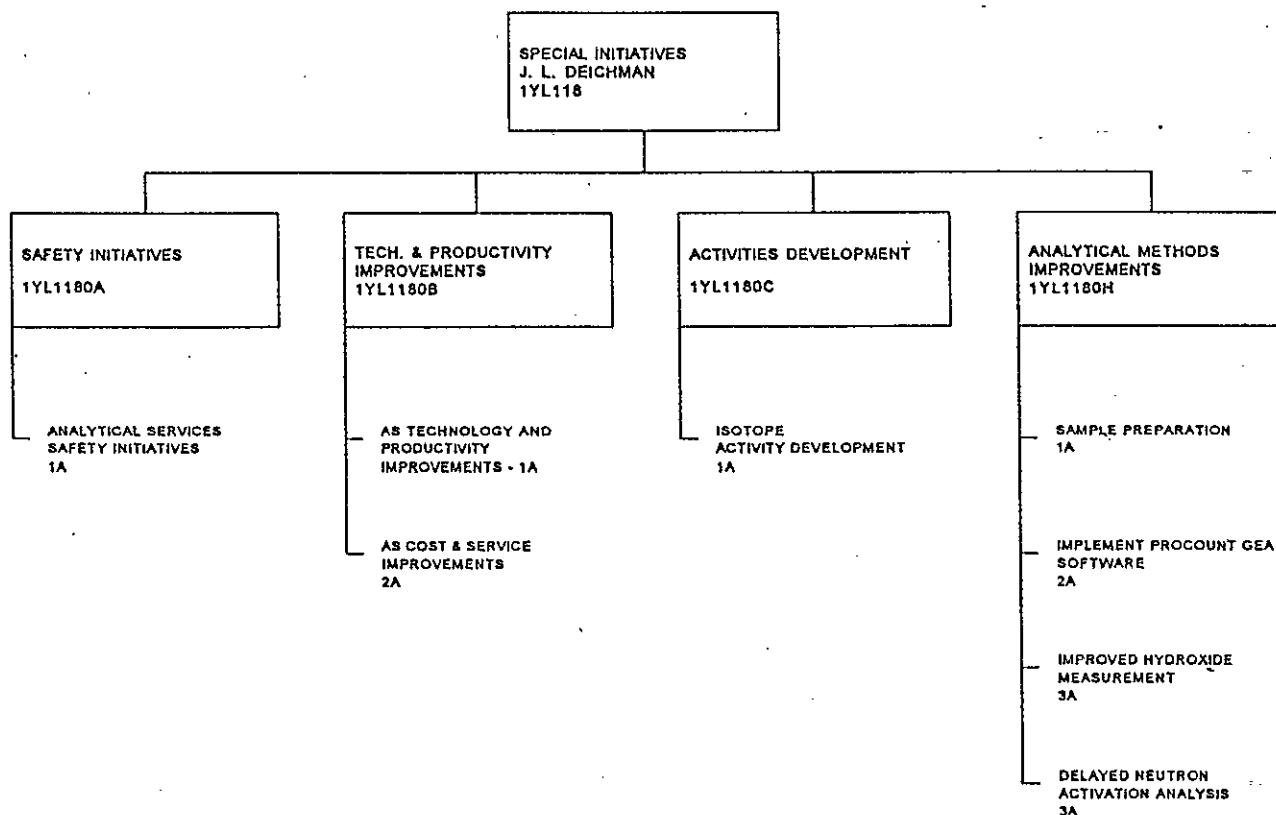 SPECIAL INITIATIVES
J. L. DEICHMAN
1YL118
SAFETY INITIATIVES
1YL1180A
TECH. & PRODUCTIVITY
IMPROVEMENTS
1YL1180B
ACTIVITIES DEVELOPMENT
1YL1180C
ANALYTICAL METHODS
IMPROVEMENTS
1YL1180H
ANALYTICAL SERVICES
SAFETY INITIATIVES
1A
AS TECHNOLOGY AND
PRODUCTIVITY
IMPROVEMENTS - 1A
AS COST & SERVICE
IMPROVEMENTS
2A
ISOTOPE
ACTIVITY DEVELOPMENT
1A
SAMPLE PREPARATION
1A
IMPLEMENT PROCOUNT GEA
SOFTWARE
2A
IMPROVED HYDROXIDE
MEASUREMENT
3A
DELAYED NEUTRON
ACTIVATION ANALYSIS
3A